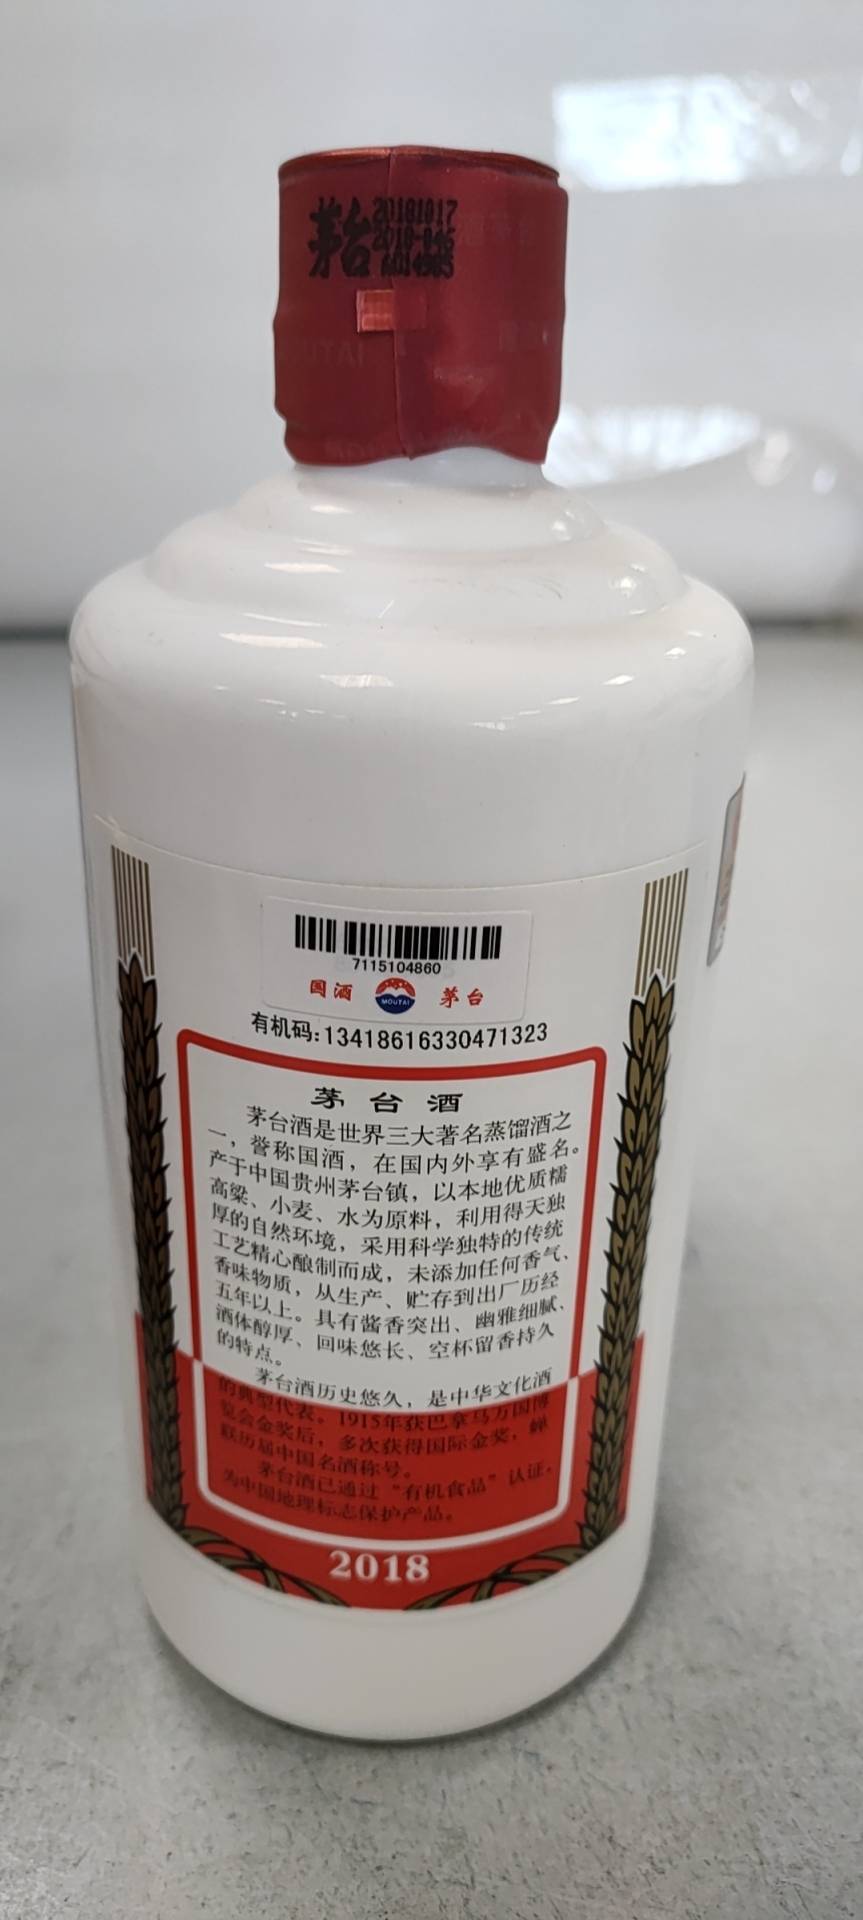 茅台
20181017
7115104860
国酒 MOUTAI 茅台
有机码:13418616330471323
茅台酒
茅台酒是世界三大著名蒸馏酒之
一，誉称国酒，在国内外享有盛名。
产于中国贵州茅台镇，以本地优质糯
高粱、小麦、水为原料，利用得天独
厚的自然环境，采用科学独特的传统
工艺精心酿制而成，未添加任何香气、
香味物质，从生产、贮存到出厂历经
五年以上。具有酱香突出、幽雅细腻、
酒体醇厚、回味悠长、空杯留香持久
的特点。
茅台酒历史悠久，是中华文化酒
的典型代表。1915年获巴拿马万国博
览会金奖后，多次获得国际金奖，蝉
联历届中国名酒称号。
茅台酒已通过“有机食品”认证，
为中国地理标志保护产品。
2018